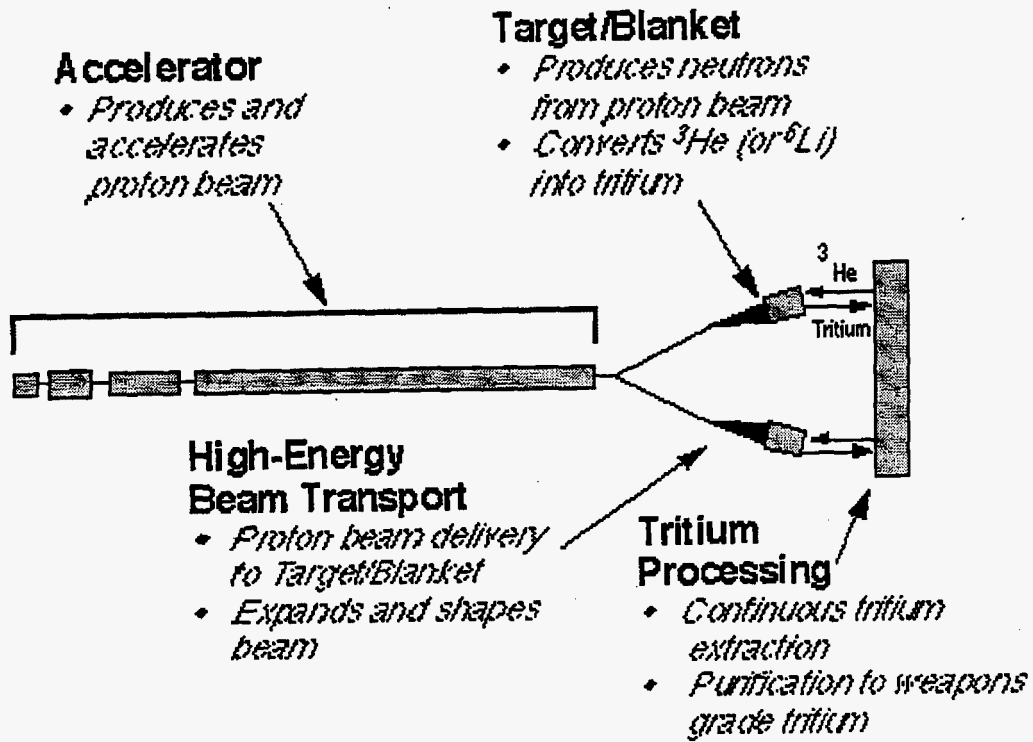 Accelerator
• Produces and
accelerates
proton beam
Target/Blanket
• Produces neutrons
from proton beam
• Converts ³He (or ⁶Li)
into tritium
³He
Tritium
High-Energy
Beam Transport
• Proton beam delivery
to Target/Blanket
• Expands and shapes
beam
Tritium
Processing
• Continuous tritium
extraction
• Purification to weapons
grade tritium